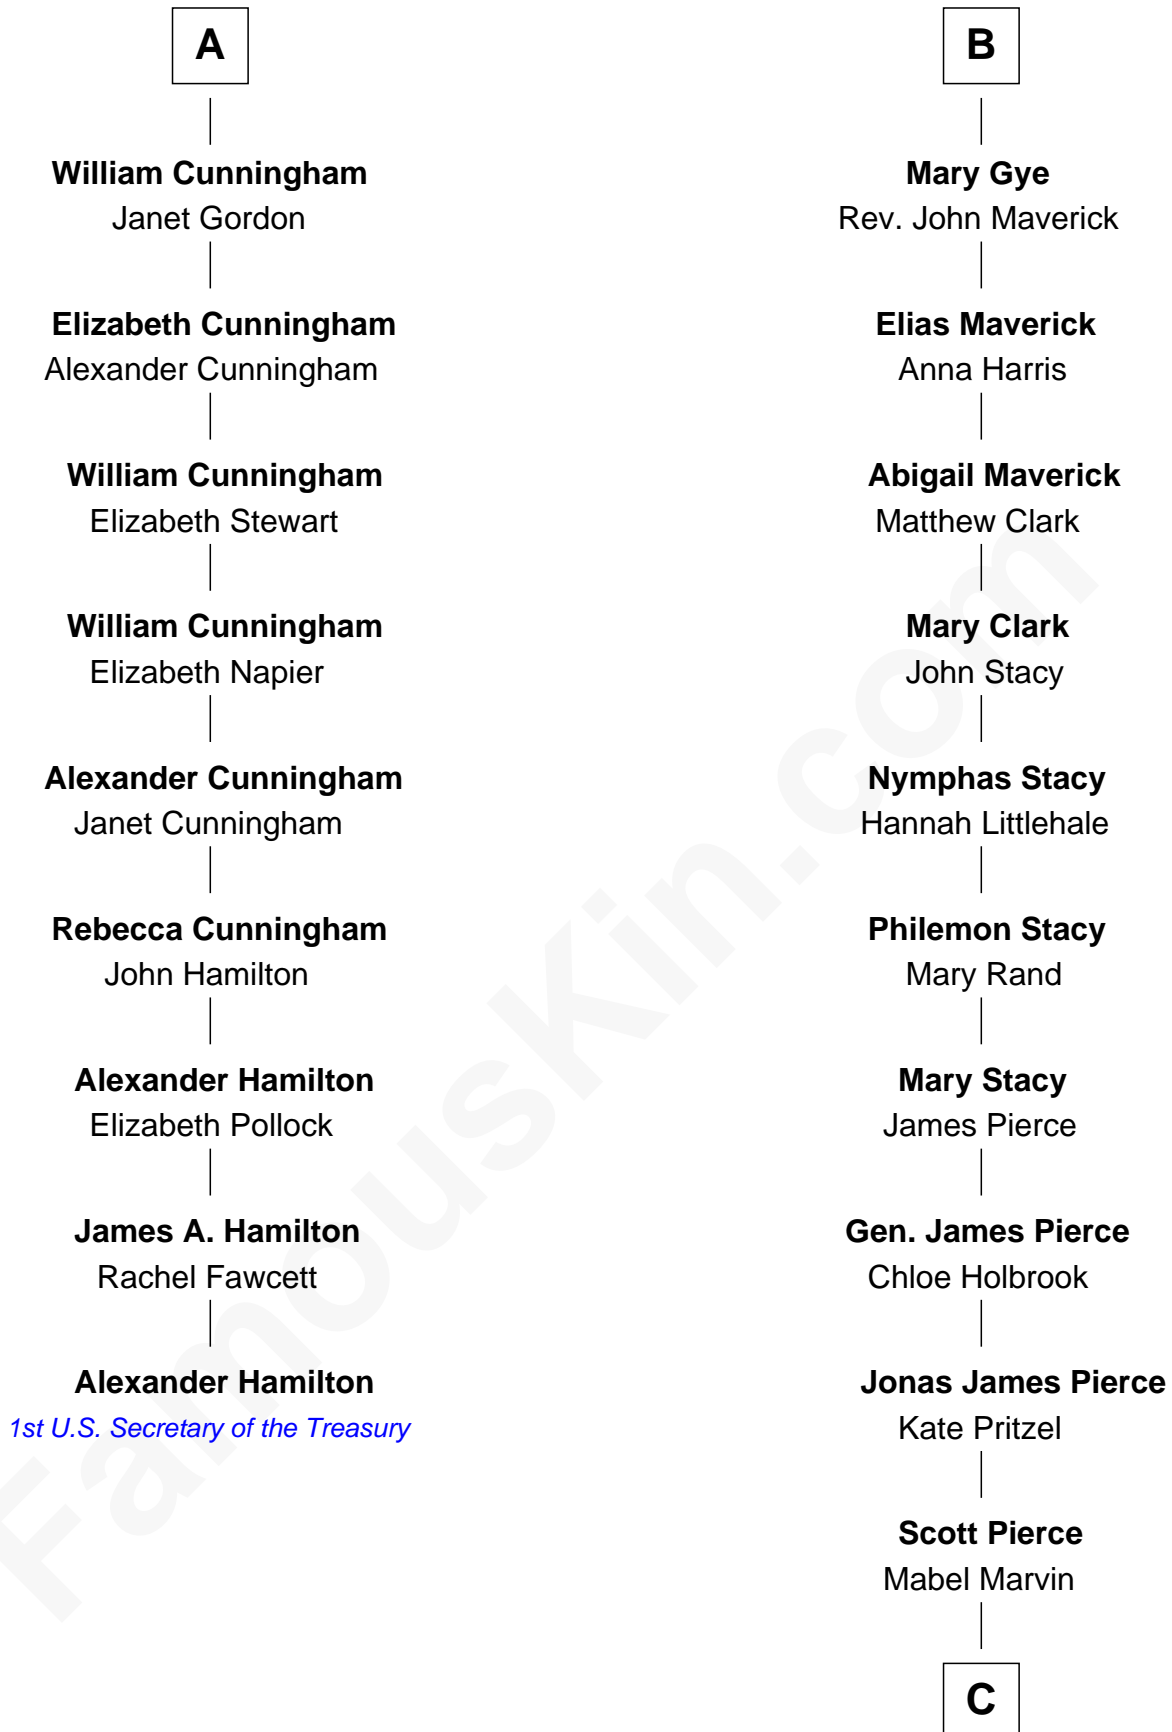 A
William Cunningham
Janet Gordon
Elizabeth Cunningham
Alexander Cunningham
William Cunningham
Elizabeth Stewart
William Cunningham
Elizabeth Napier
Alexander Cunningham
Janet Cunningham
Rebecca Cunningham
John Hamilton
Alexander Hamilton
Elizabeth Pollock
James A. Hamilton
Rachel Fawcett
Alexander Hamilton
1st U.S. Secretary of the Treasury
B
Mary Gye
Rev. John Maverick
Elias Maverick
Anna Harris
Abigail Maverick
Matthew Clark
Mary Clark
John Stacy
Nymphas Stacy
Hannah Littlehale
Philemon Stacy
Mary Rand
Mary Stacy
James Pierce
Gen. James Pierce
Chloe Holbrook
Jonas James Pierce
Kate Pritzel
Scott Pierce
Mabel Marvin
C
FamousKin.com